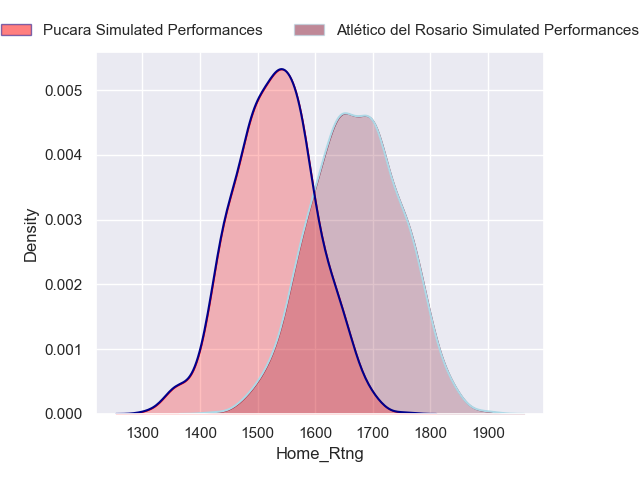 Pucara Simulated Performances Atlético del Rosario Simulated Performances
0.005
0.004
0.003
0.002
0.001
0.000
Density
1300 1400 1500 1600 1700 1800 1900
Home_Rtng